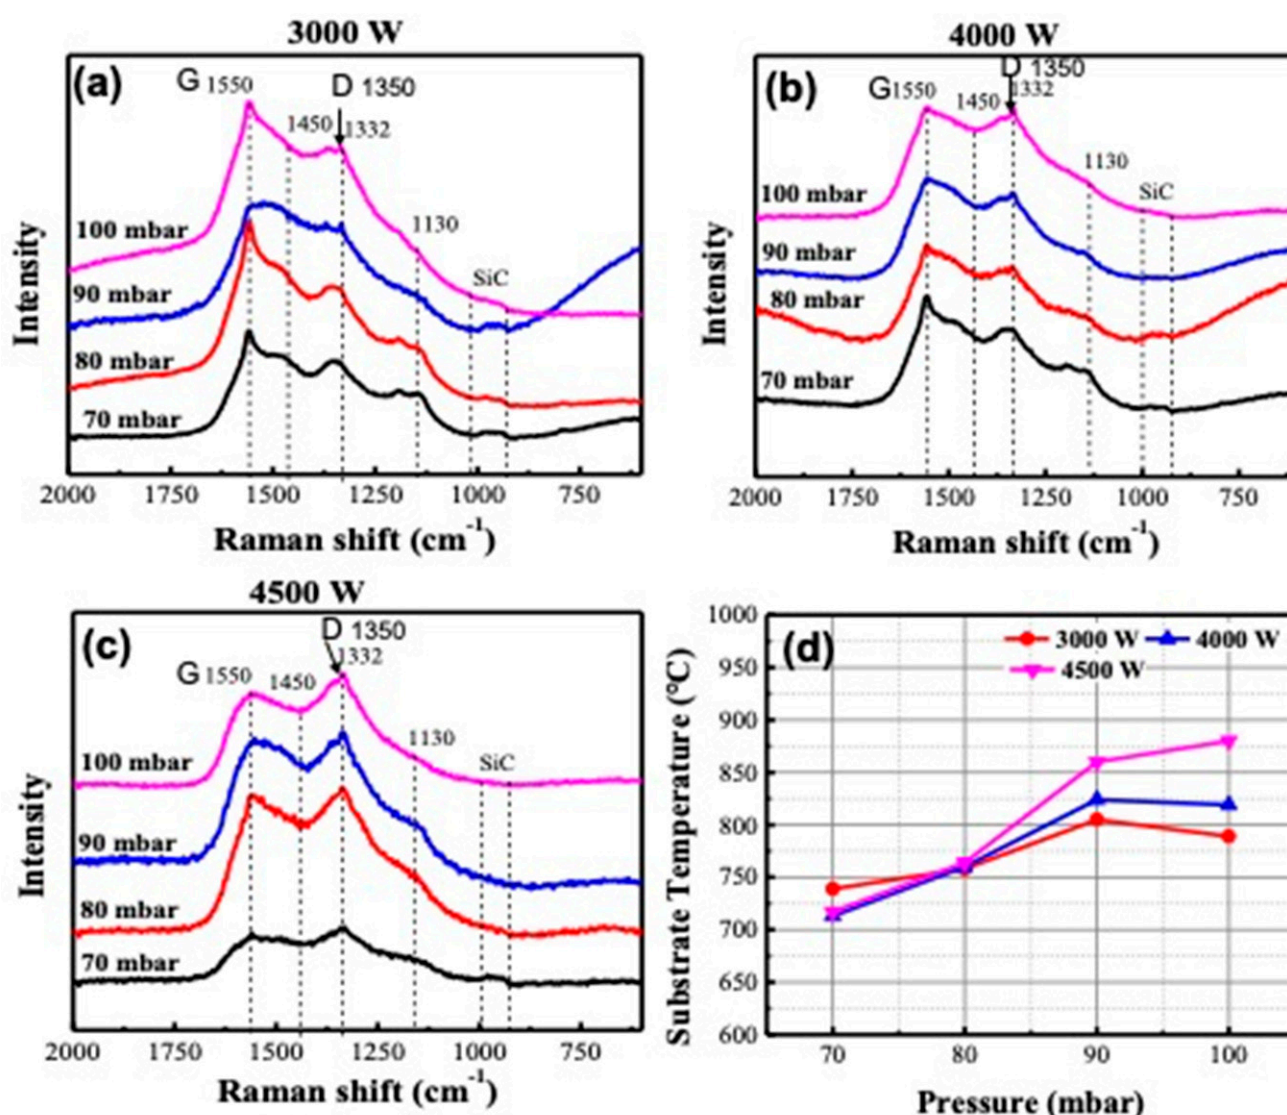 3000 W
(a)
G 1550
D 1350
1450
1332
1130
SiC
100 mbar
90 mbar
80 mbar
70 mbar
Intensity
2000 1750 1500 1250 1000 750
Raman shift (cm-1)
4000 W
(b)
D 1350
G1550
1450
1332
1130
SiC
100 mbar
90 mbar
80 mbar
70 mbar
Intensity
2000 1750 1500 1250 1000 750
Raman shift (cm-1)
4500 W
(c)
D 1350
1332
G 1550
1450
1130
SiC
100 mbar
90 mbar
80 mbar
70 mbar
Intensity
2000 1750 1500 1250 1000 750
Raman shift (cm-1)
(d)
3000 W 4000 W
4500 W
Substrate Temperature (℃)
1000
950
900
850
800
750
700
650
600
70 80 90 100
Pressure (mbar)